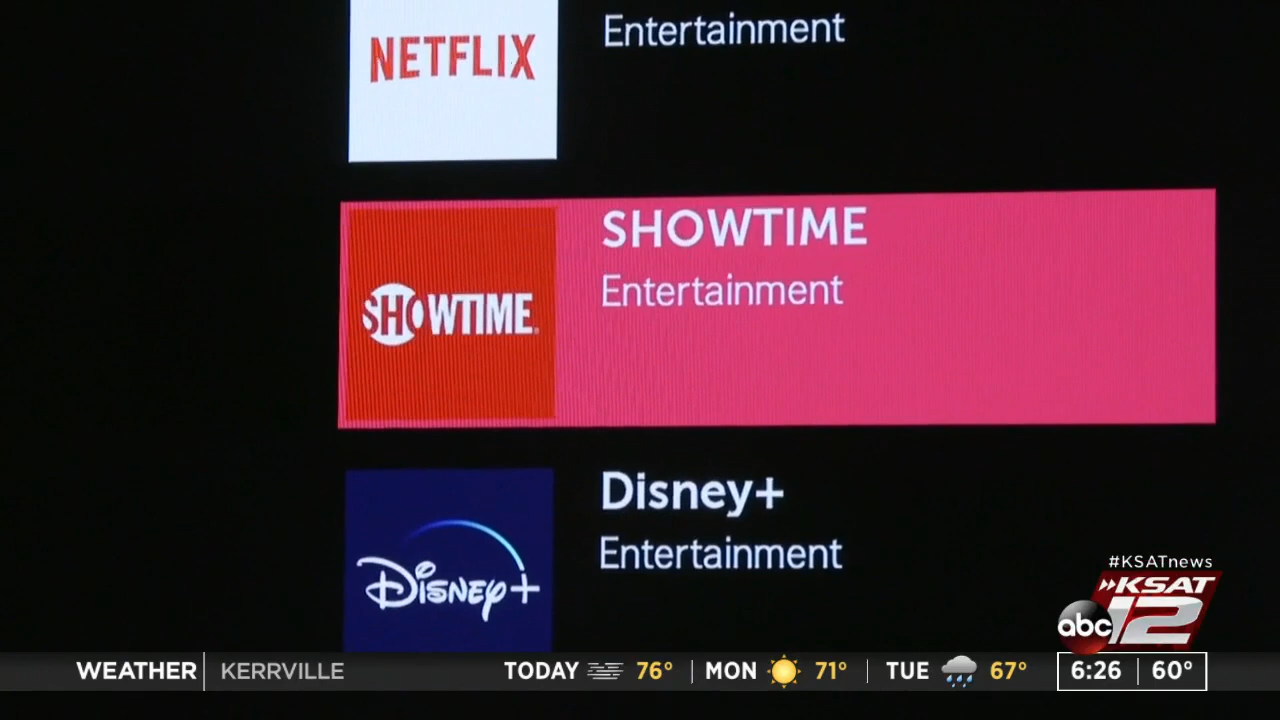 NETFLIX
Entertainment
SHOWTIME
SHOWTIME
Entertainment
Disney+
Disney+
Entertainment
#KSATnews
KSAT
abc 12
WEATHER KERRVILLE TODAY 76° MON 71° TUE 67° 6:26 60°